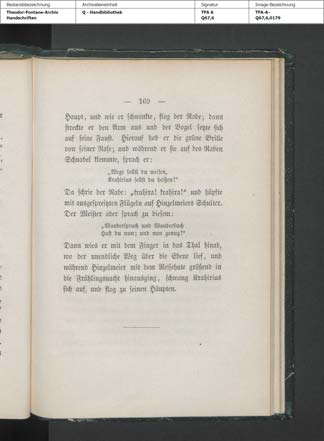 Bestandsbezeichnung
Archivalieneinheit
Signatur
Image-Bezeichnung
Theodor-Fontane-Archiv
Handschriften
Q - Handbibliothek
TFA A
Q67,6
TFA-A-
Q67,6,0179
— 169 —
Haupt, und wie er schwinkte, flog der Rabe; dann
streckte er den Arm aus und der Vogel setzte sich
auf seine Faust. Hierauf hob er die grüne Brille
von seiner Nase; und während er sie auf des Raben
Schnabel klemmte, sprach er:
„Wege sollst du weisen,
Krahirius sollst du heißen!“
Da schrie der Rabe: „krahira! krahira!“ und hüpfte
mit ausgespreitzten Flügeln auf Hinzelmeiers Schulter.
Der Meister aber sprach zu diesem:
„Wanderspruch und Wanderbuch
Hast du nun; und nun genug!“
Dann wies er mit dem Finger in das Thal hinab,
wo der unendliche Weg über die Ebene lief, und
während Hinzelmeier mit dem Reisehute grüßend in
die Frühlingsnacht hinausging, schwang Krahirius
sich auf, und flog zu seinen Häupten.